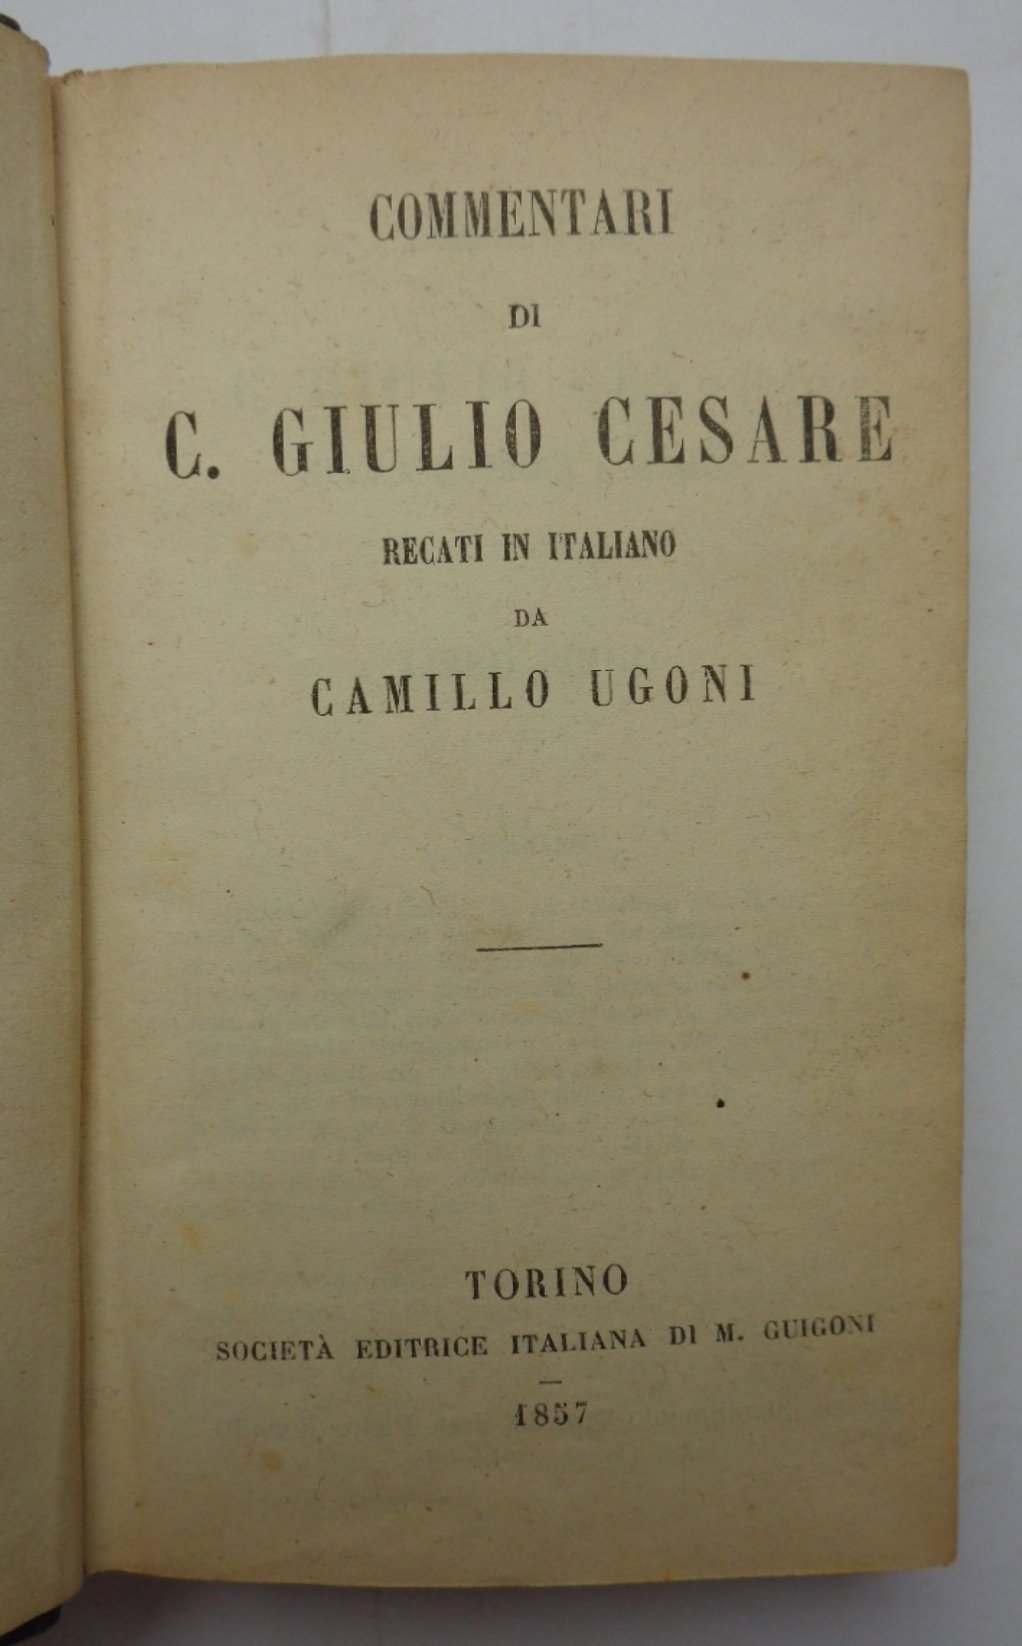 COMMENTARI
DI
C. GIULIO CESARE
RECATI IN ITALIANO
DA
CAMILLO UGONI
TORINO
SOCIETÀ EDITRICE ITALIANA DI M. GUIGONI
1857